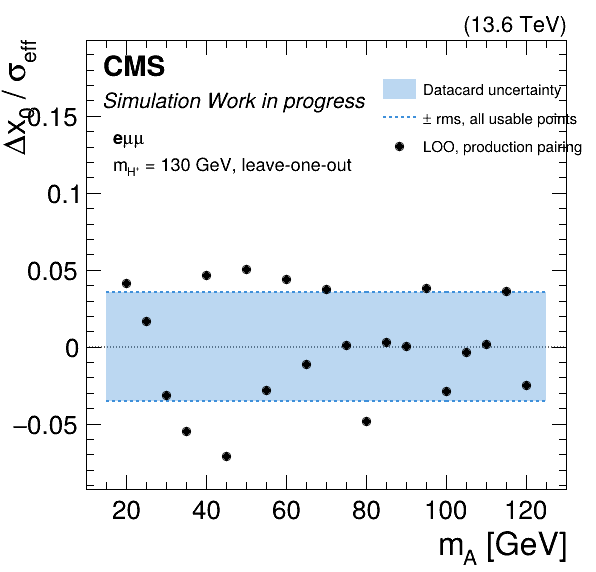 (13.6 TeV)
CMS
Simulation Work in progress
eμμ
m_H⁺ = 130 GeV, leave-one-out
Datacard uncertainty
± rms, all usable points
LOO, production pairing
Δx₀ / σ_eff
0.15
0.1
0.05
0
−0.05
20 40 60 80 100 120
m_A [GeV]